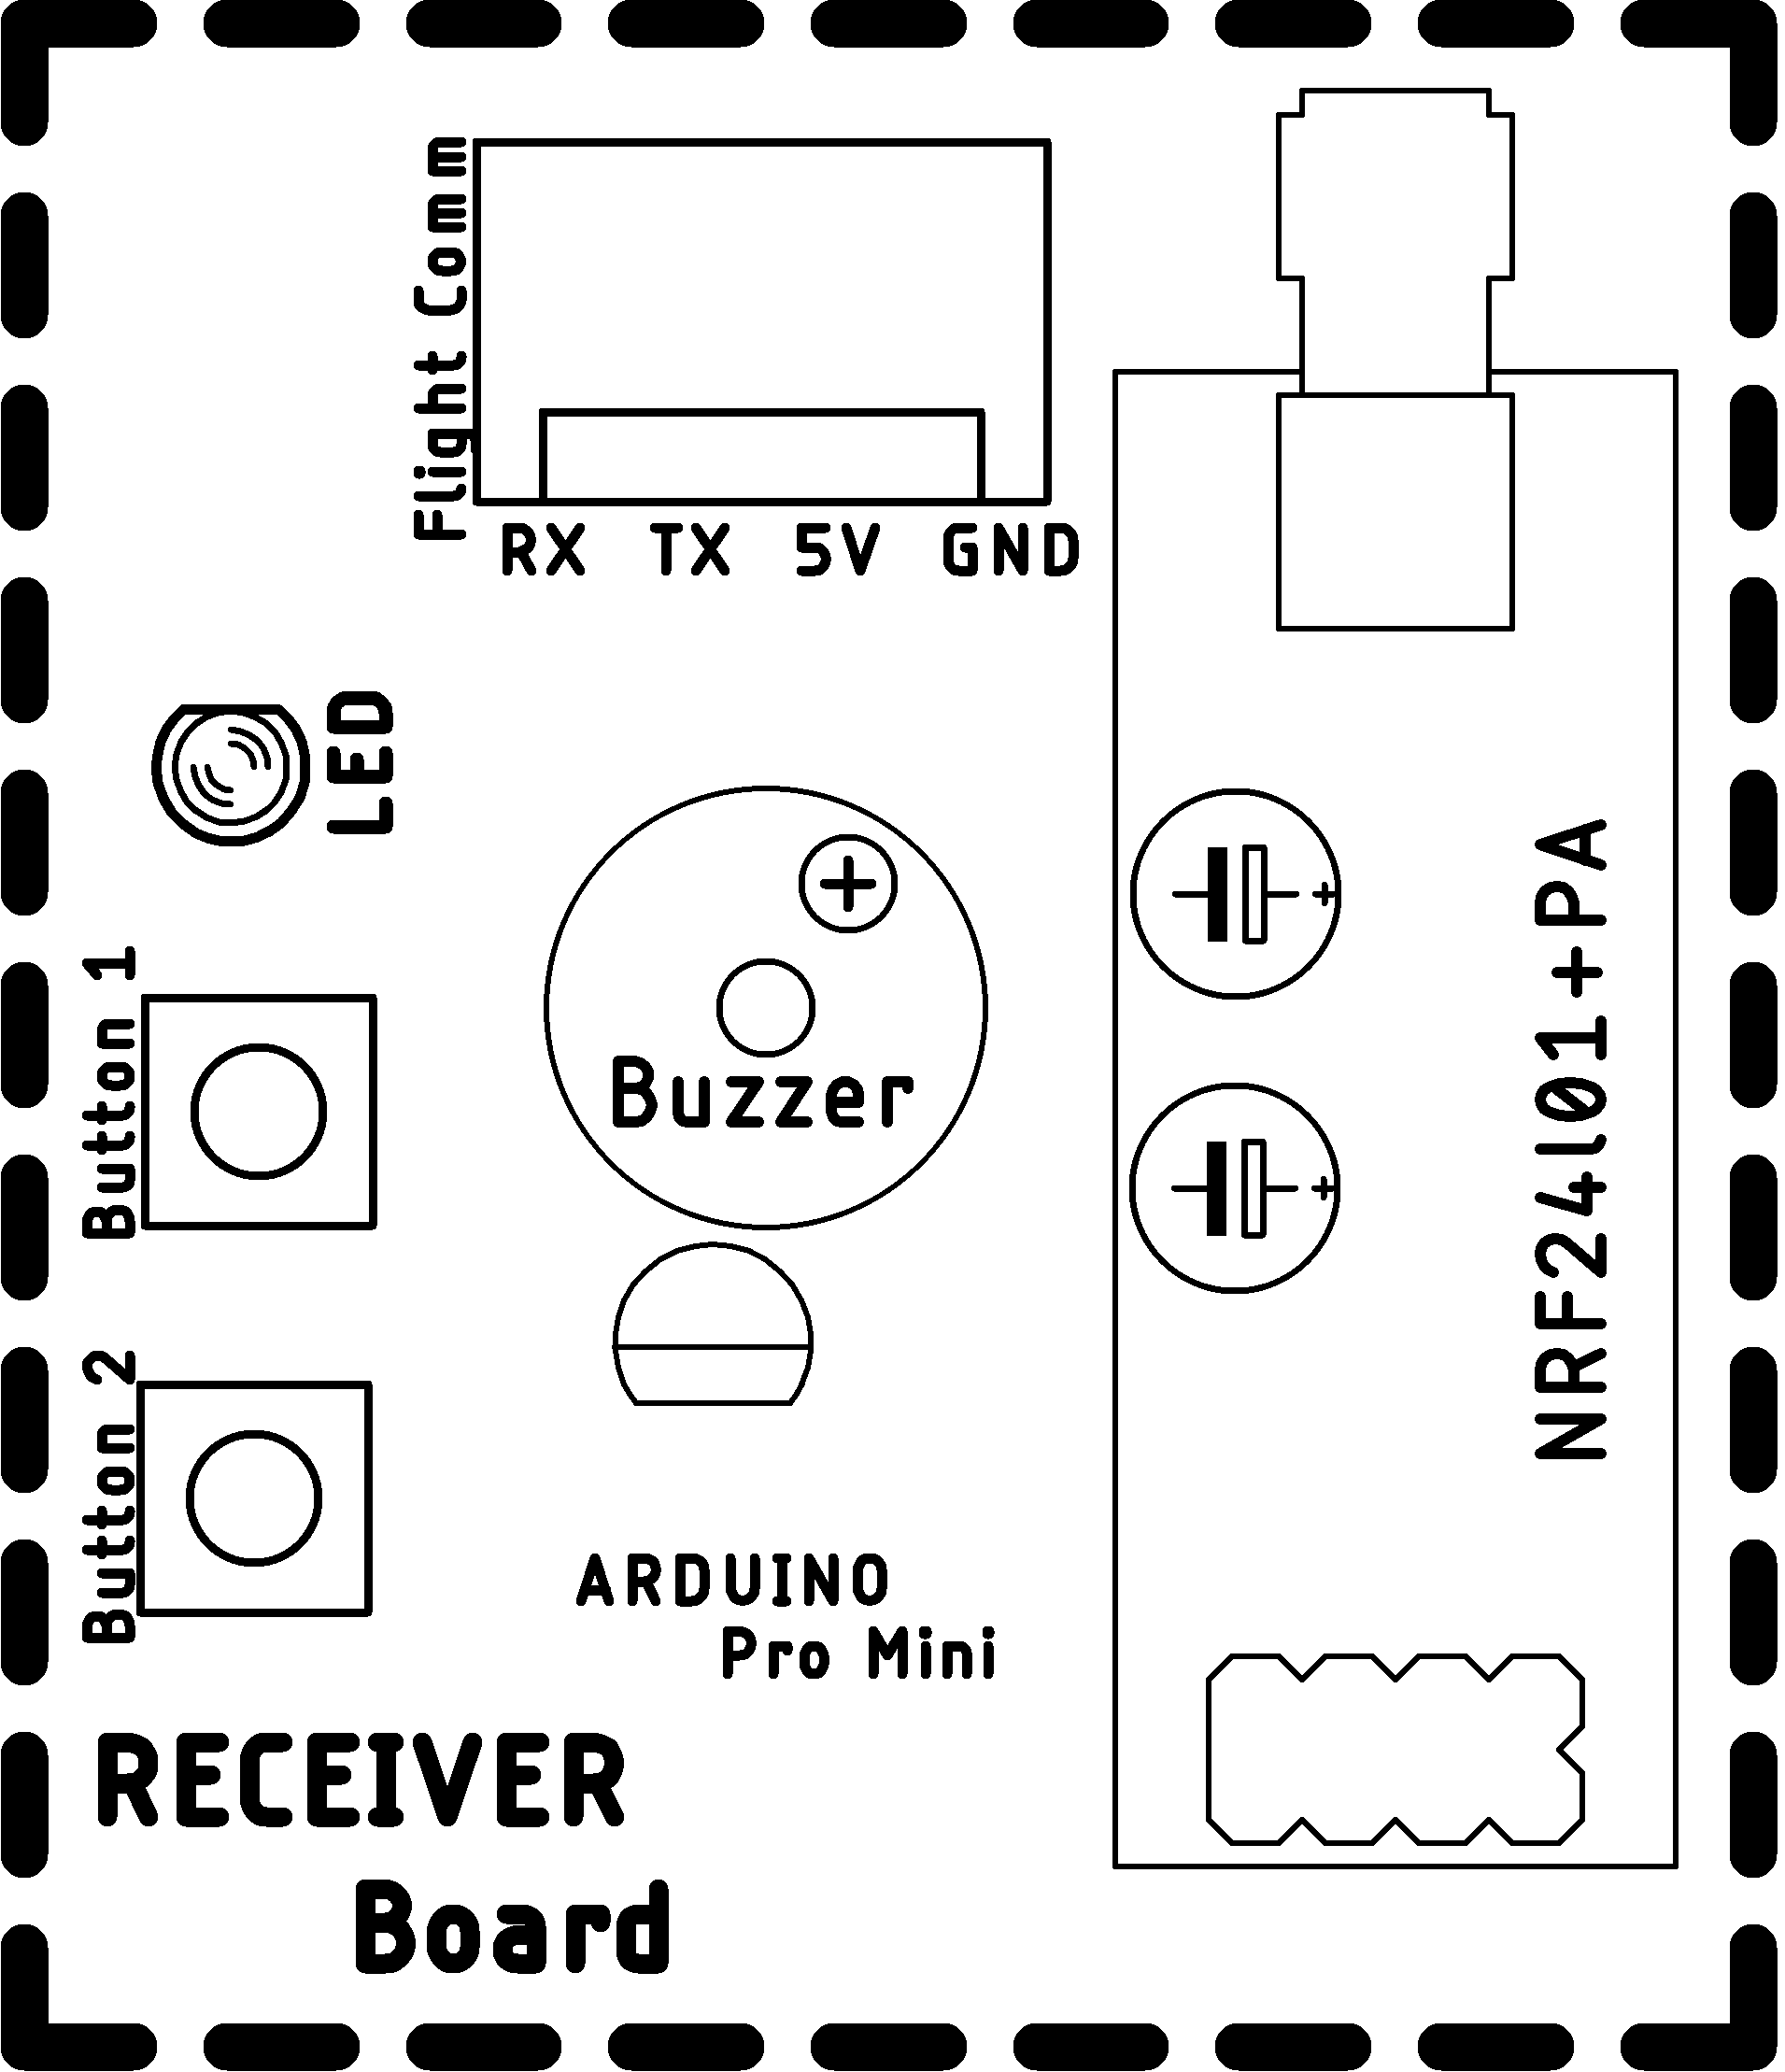 Flight Comm
RX TX 5V GND
LED
+
Buzzer
Button 1
Button 2
+
+
NRF24l01+PA
ARDUINO
Pro Mini
RECEIVER
Board